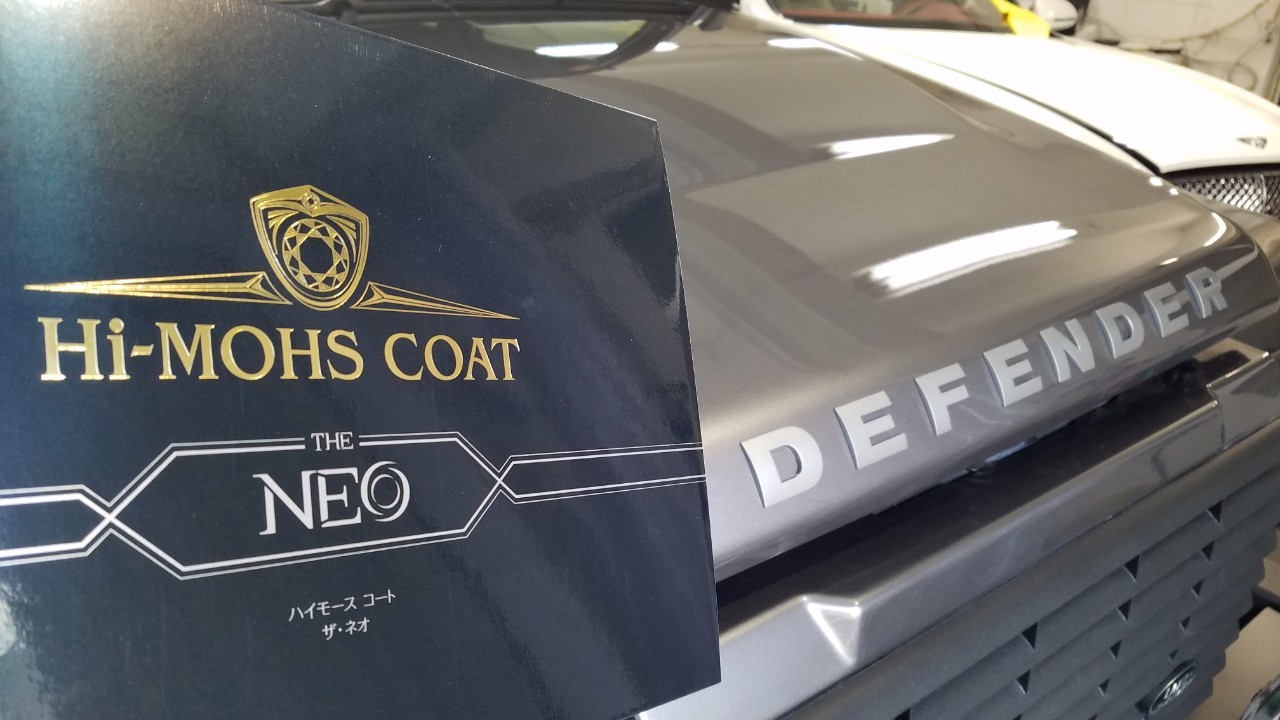 Hi-MOHS COAT
THE
NEO
ハイモース コート
ザ・ネオ
DEFENDER